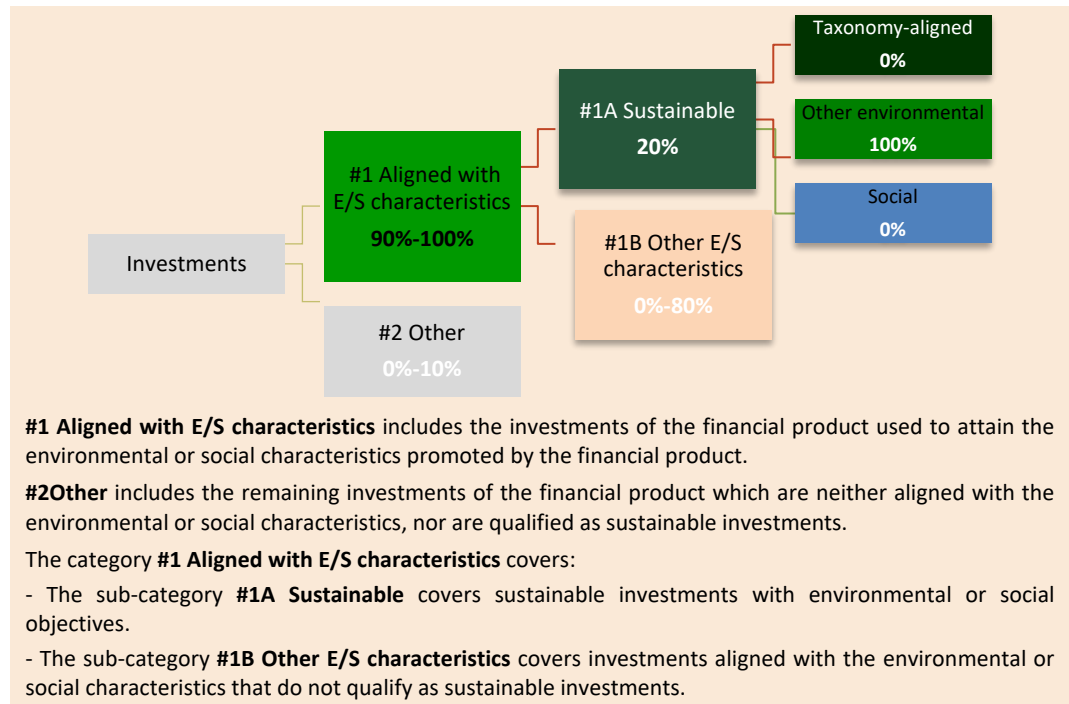 Taxonomy-aligned
0%
#1A Sustainable
20%
Other environmental
100%
#1 Aligned with
E/S characteristics
90%-100%
Social
0%
#1B Other E/S
characteristics
0%-80%
Investments
#2 Other
0%-10%
#1 Aligned with E/S characteristics includes the investments of the financial product used to attain the
environmental or social characteristics promoted by the financial product.
#2Other includes the remaining investments of the financial product which are neither aligned with the
environmental or social characteristics, nor are qualified as sustainable investments.
The category #1 Aligned with E/S characteristics covers:
- The sub-category #1A Sustainable covers sustainable investments with environmental or social
objectives.
- The sub-category #1B Other E/S characteristics covers investments aligned with the environmental or
social characteristics that do not qualify as sustainable investments.